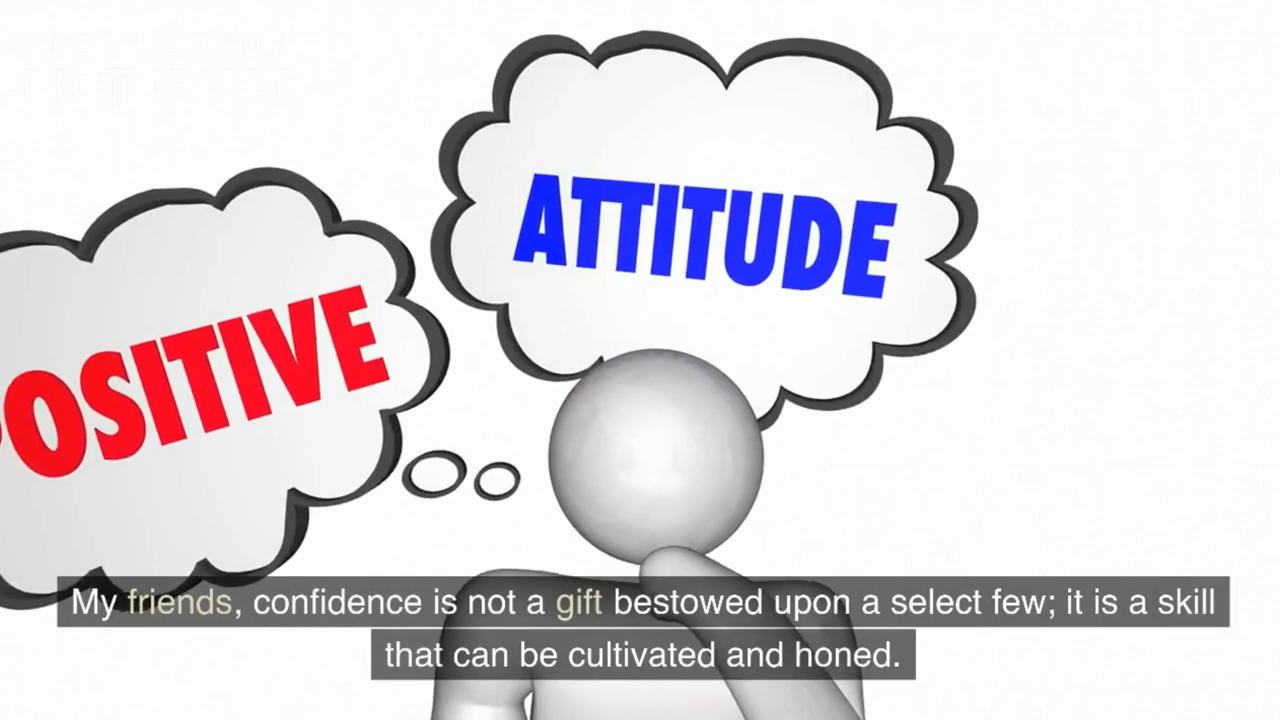 ATTITUDE
POSITIVE
My friends, confidence is not a gift bestowed upon a select few; it is a skill
that can be cultivated and honed.